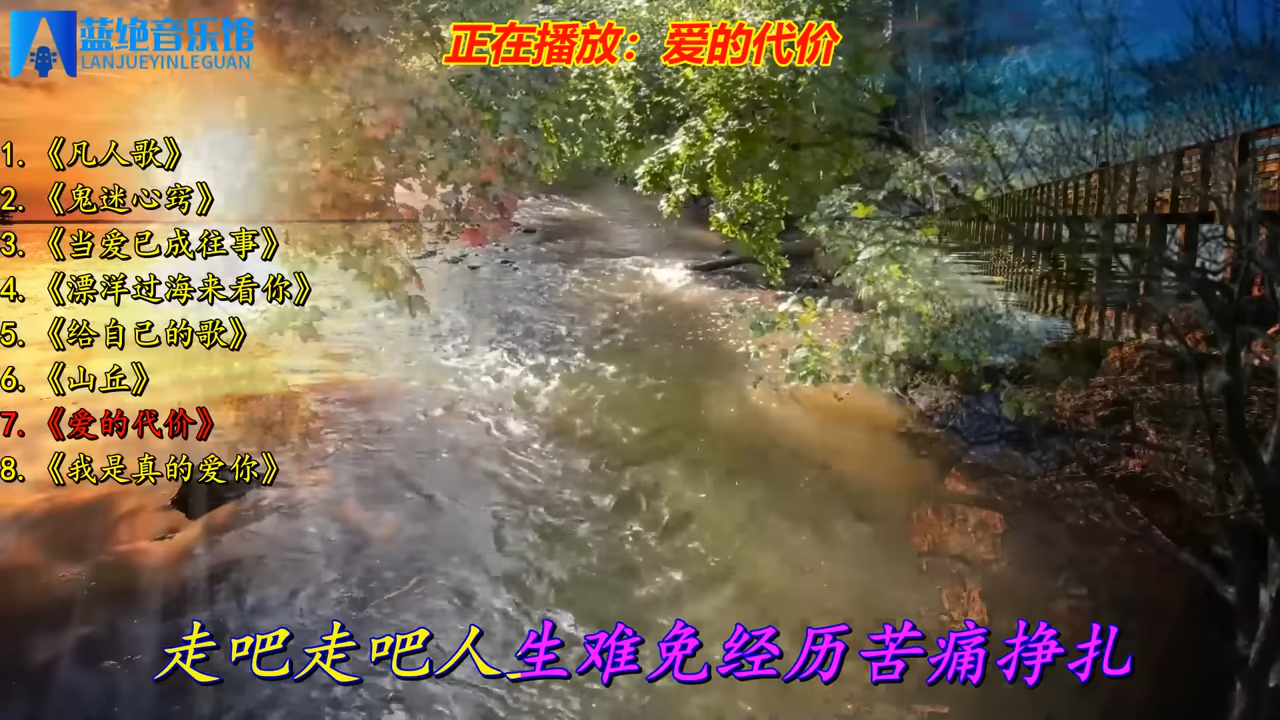 蓝绝音乐馆
LANJUEYINLEGUAN
正在播放：爱的代价
1.《凡人歌》
2.《鬼迷心窍》
3.《当爱已成往事》
4.《漂洋过海来看你》
5.《给自己的歌》
6.《山丘》
7.《爱的代价》
8.《我是真的爱你》
走吧走吧人生难免经历苦痛挣扎